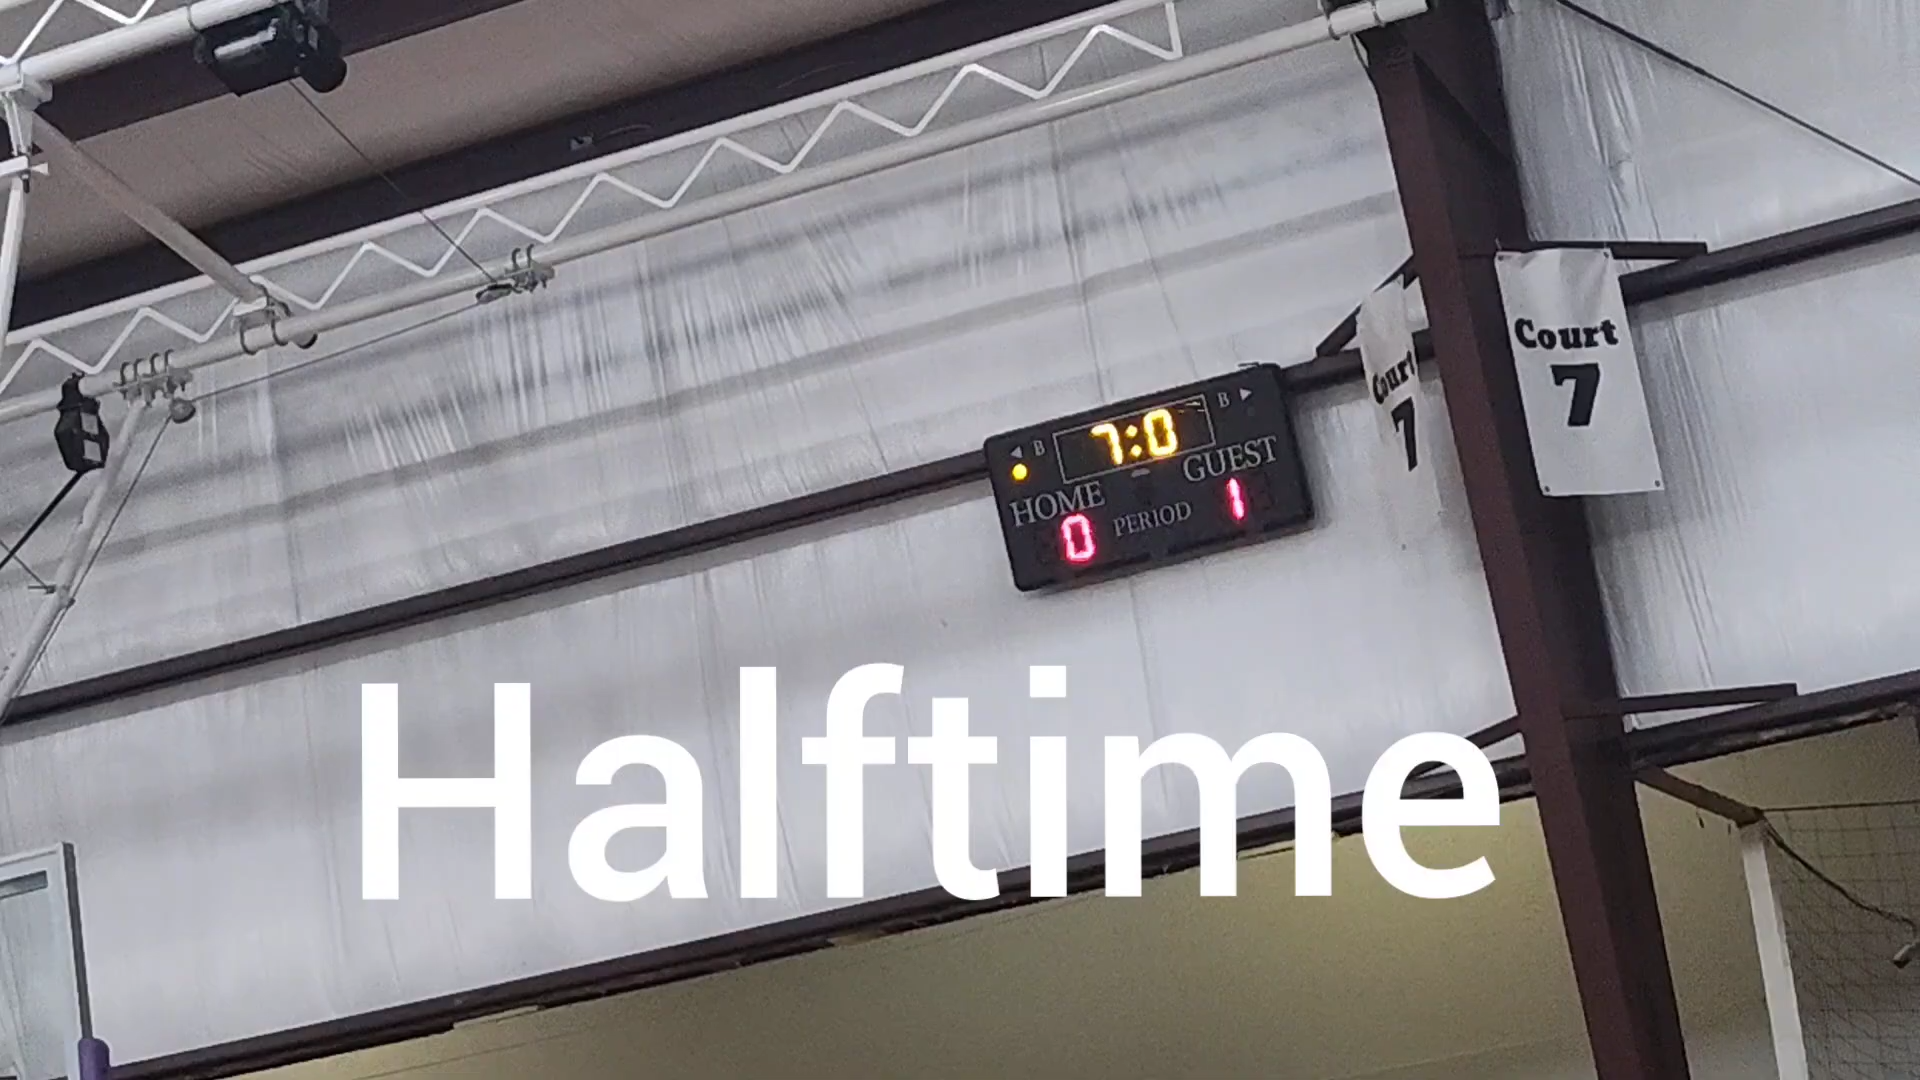 Court
7
Court
7
◀ B
7:0
B ▶
HOME
GUEST
0
PERIOD
1
Halftime